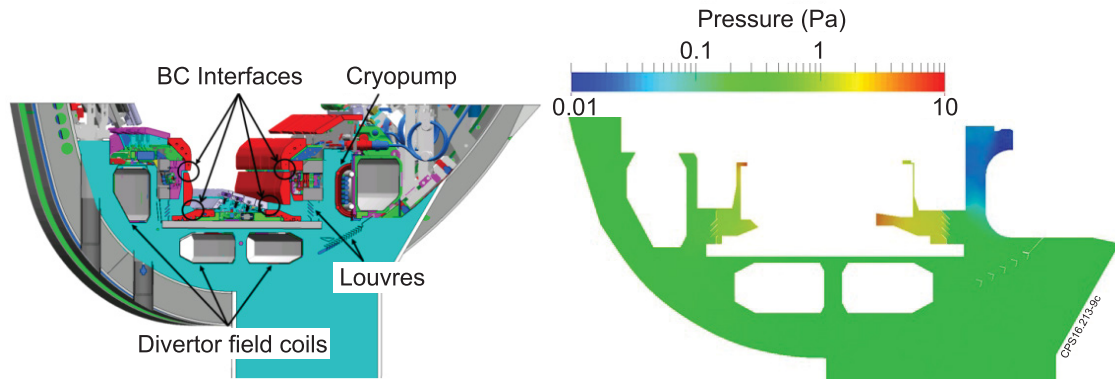 BC Interfaces
Cryopump
Louvres
Divertor field coils
Pressure (Pa)
0.1
1
0.01
10
CPS16.213-9c